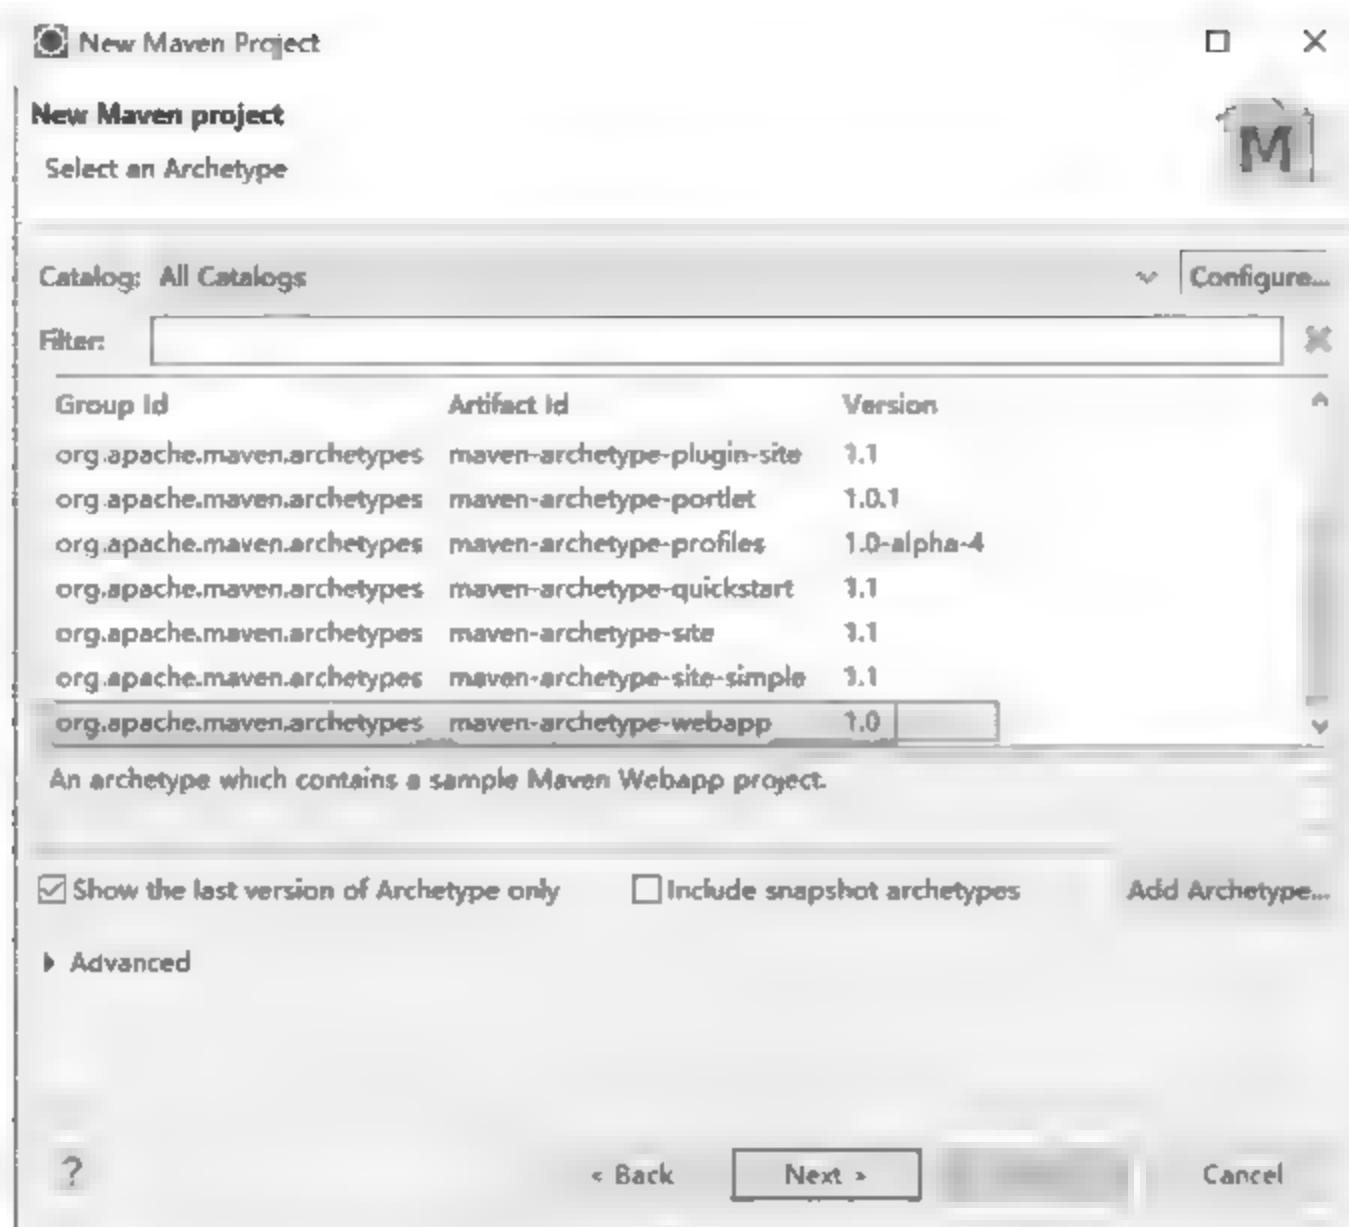 New Maven Project
New Maven project
M
Select an Archetype
Catalog: All Catalogs Configure...
Filter:
Group Id Artifact Id Version
org.apache.maven.archetypes maven-archetype-plugin-site 1.1
org.apache.maven.archetypes maven-archetype-portlet 1.0.1
org.apache.maven.archetypes maven-archetype-profiles 1.0-alpha-4
org.apache.maven.archetypes maven-archetype-quickstart 1.1
org.apache.maven.archetypes maven-archetype-site 1.1
org.apache.maven.archetypes maven-archetype-site-simple 1.1
org.apache.maven.archetypes maven-archetype-webapp 1.0
An archetype which contains a sample Maven Webapp project.
Show the last version of Archetype only Include snapshot archetypes Add Archetype...
Advanced
? < Back Next > Cancel